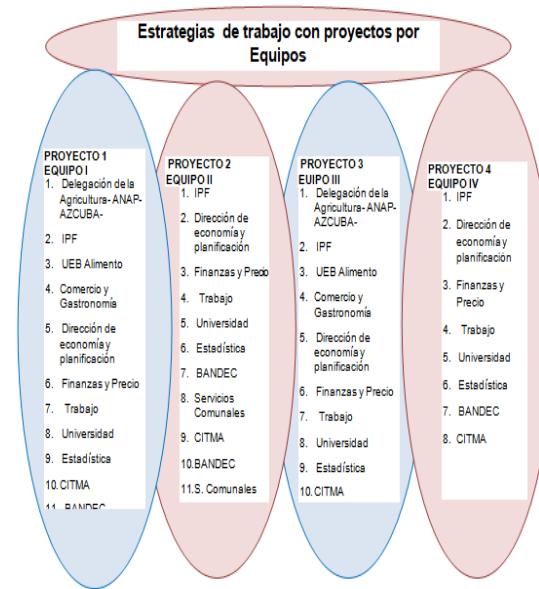 Estrategias de trabajo con proyectos por
Equipos
PROYECTO 1
EQUIPO I
1. Delegación de la
Agricultura- ANAP-
AZCUBA-
2. IPF
3. UEB Alimento
4. Comercio y
Gastronomía
5. Dirección de
economía y
planificación
6. Finanzas y Precio
7. Trabajo
8. Universidad
9. Estadística
10. CITMA
11. BANDEC
PROYECTO 2
EQUIPO II
1. IPF
2. Dirección de
economía y
planificación
3. Finanzas y Precio
4. Trabajo
5. Universidad
6. Estadística
7. BANDEC
8. Servicios
Comunales
9. CITMA
10. BANDEC
11. S. Comunales
PROYECTO 3
EUIPO III
1. Delegación de la
Agricultura- ANAP-
AZCUBA-
2. IPF
3. UEB Alimento
4. Comercio y
Gastronomía
5. Dirección de
economía y
planificación
6. Finanzas y Precio
7. Trabajo
8. Universidad
9. Estadística
10. CITMA
PROYECTO 4
EQUIPO IV
1. IPF
2. Dirección de
economía y
planificación
3. Finanzas y
Precio
4. Trabajo
5. Universidad
6. Estadística
7. BANDEC
8. CITMA